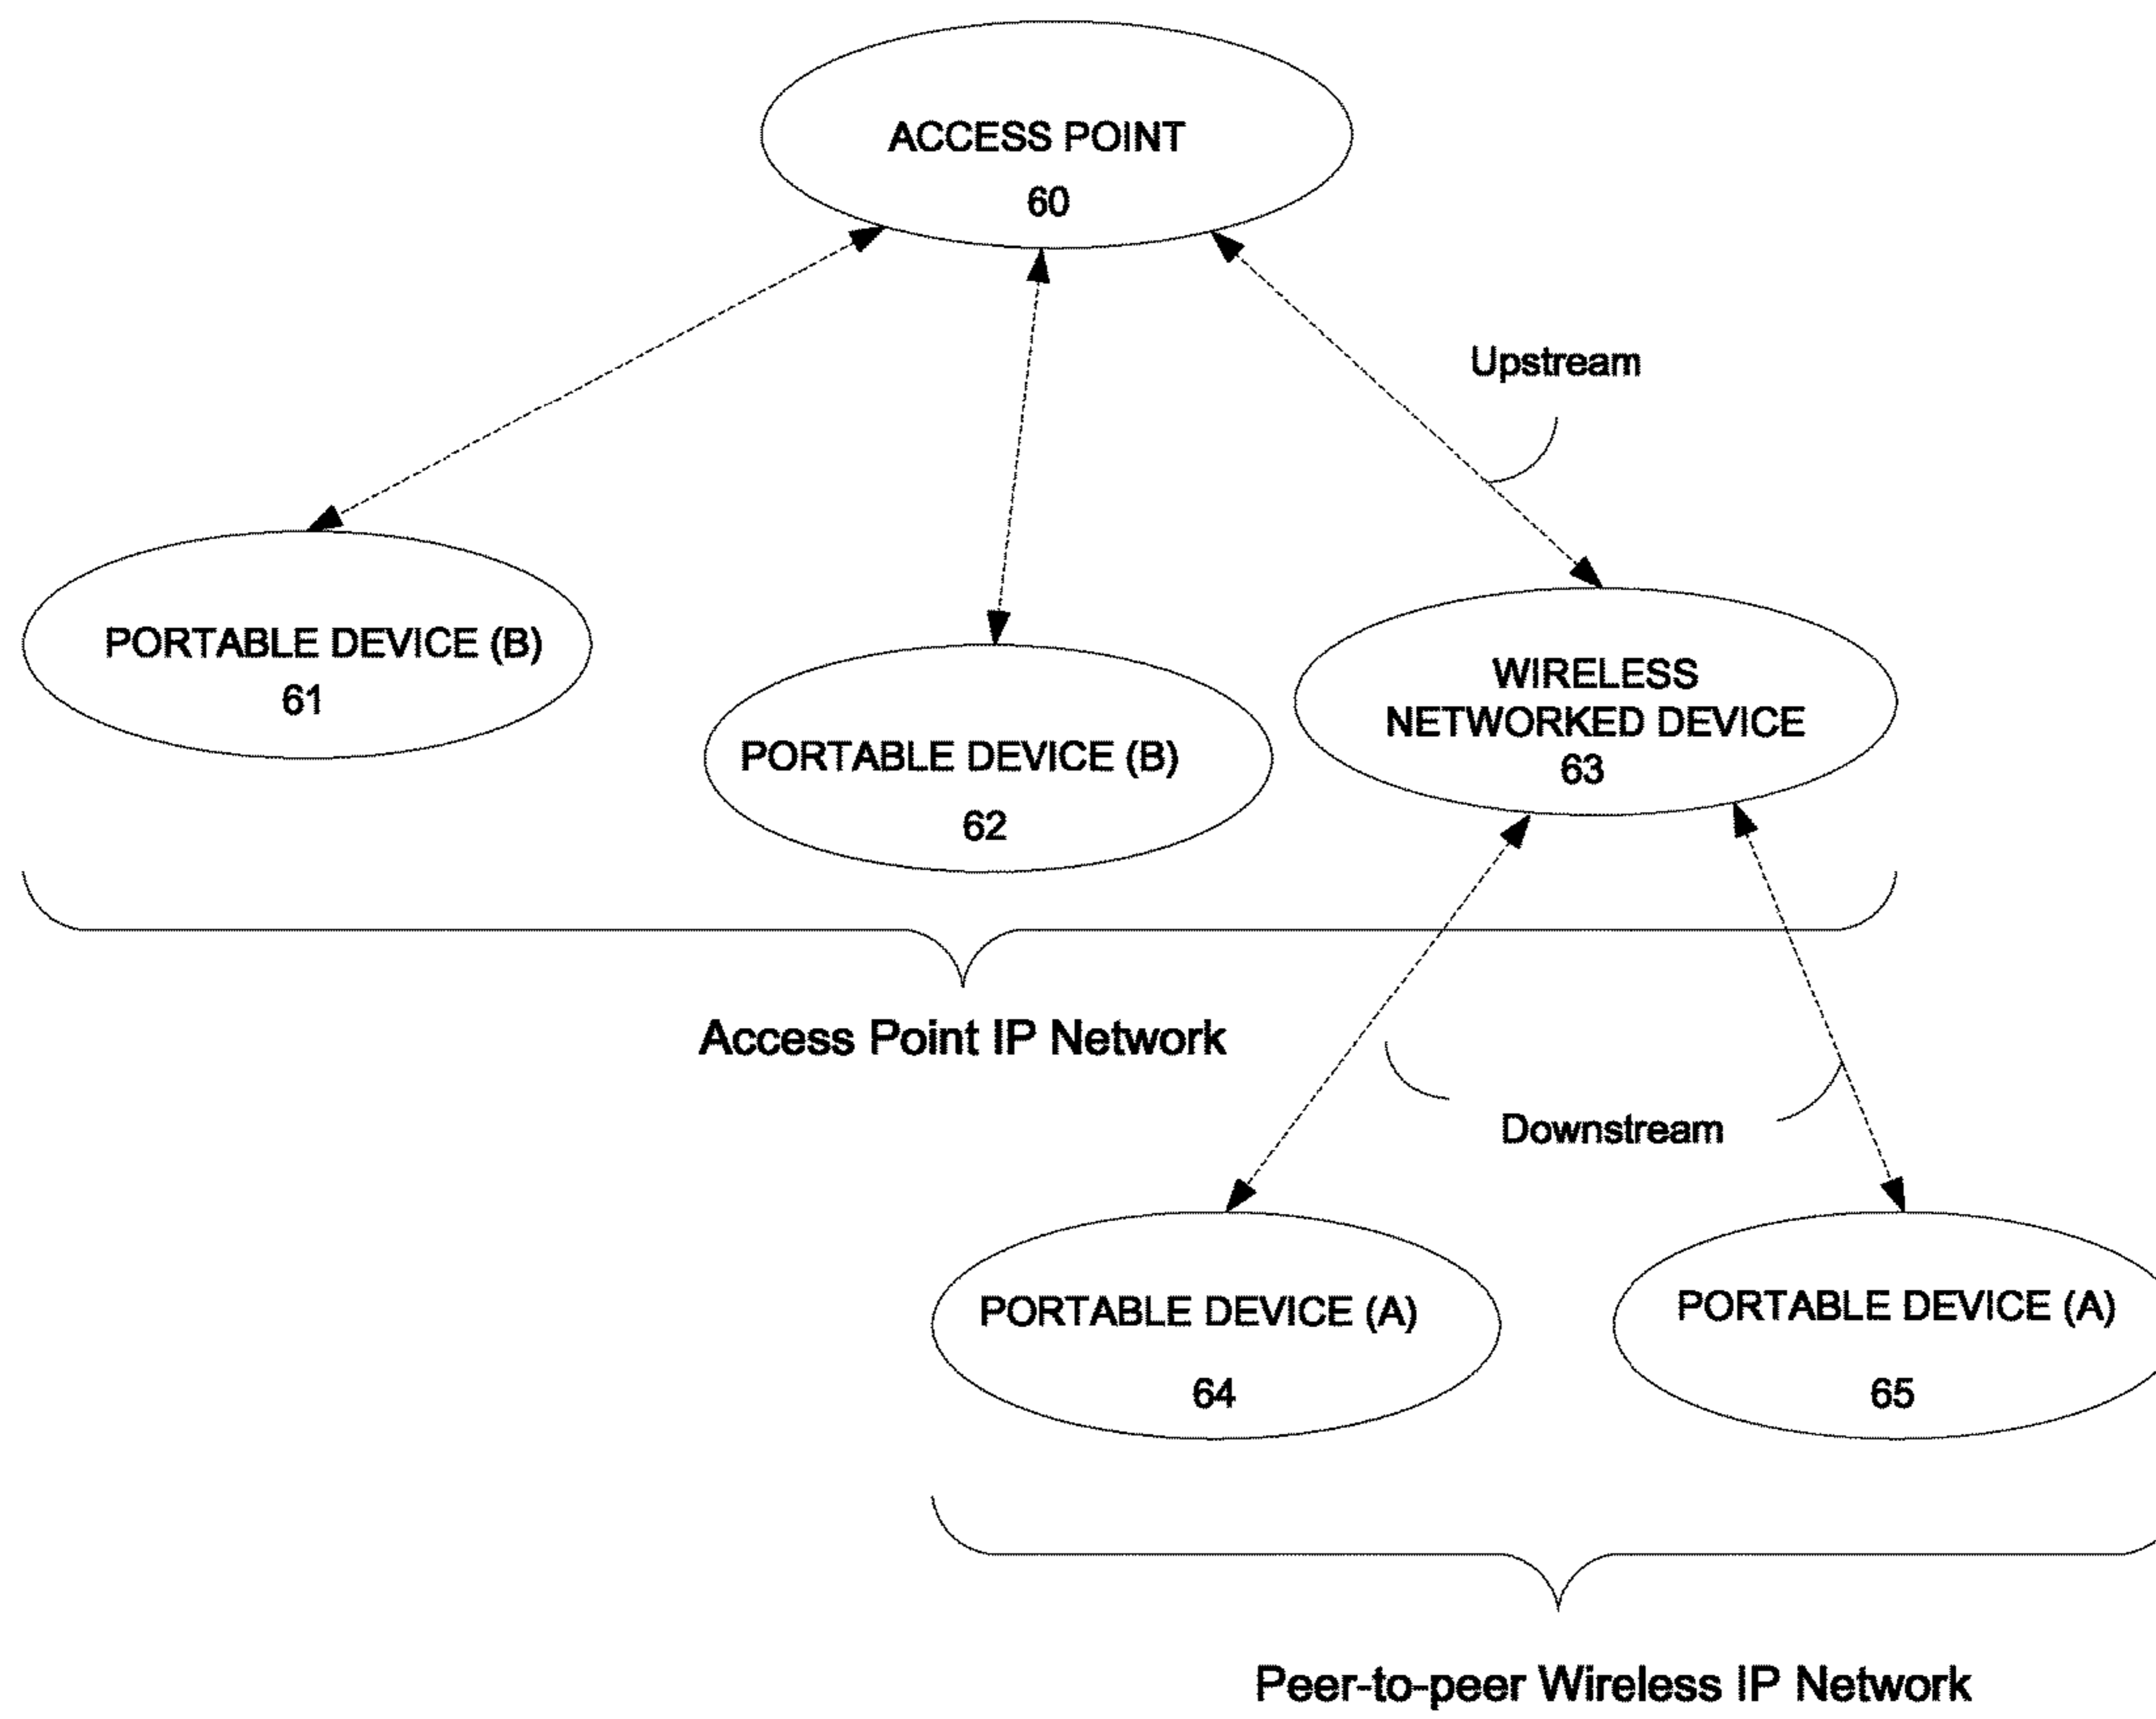 ACCESS POINT
60
Upstream
PORTABLE DEVICE (B)
61
PORTABLE DEVICE (B)
62
WIRELESS
NETWORKED DEVICE
63
Access Point IP Network
Downstream
PORTABLE DEVICE (A)
64
PORTABLE DEVICE (A)
65
Peer-to-peer Wireless IP Network